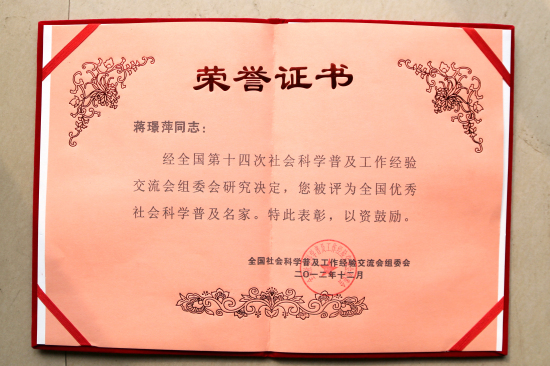 荣誉证书
蒋璟萍同志：
经全国第十四次社会科学普及工作经验
交流会组委会研究决定，您被评为全国优秀
社会科学普及名家。特此表彰，以资鼓励。
全国社会科学普及工作经验交流会组委会
二〇一二年十二月